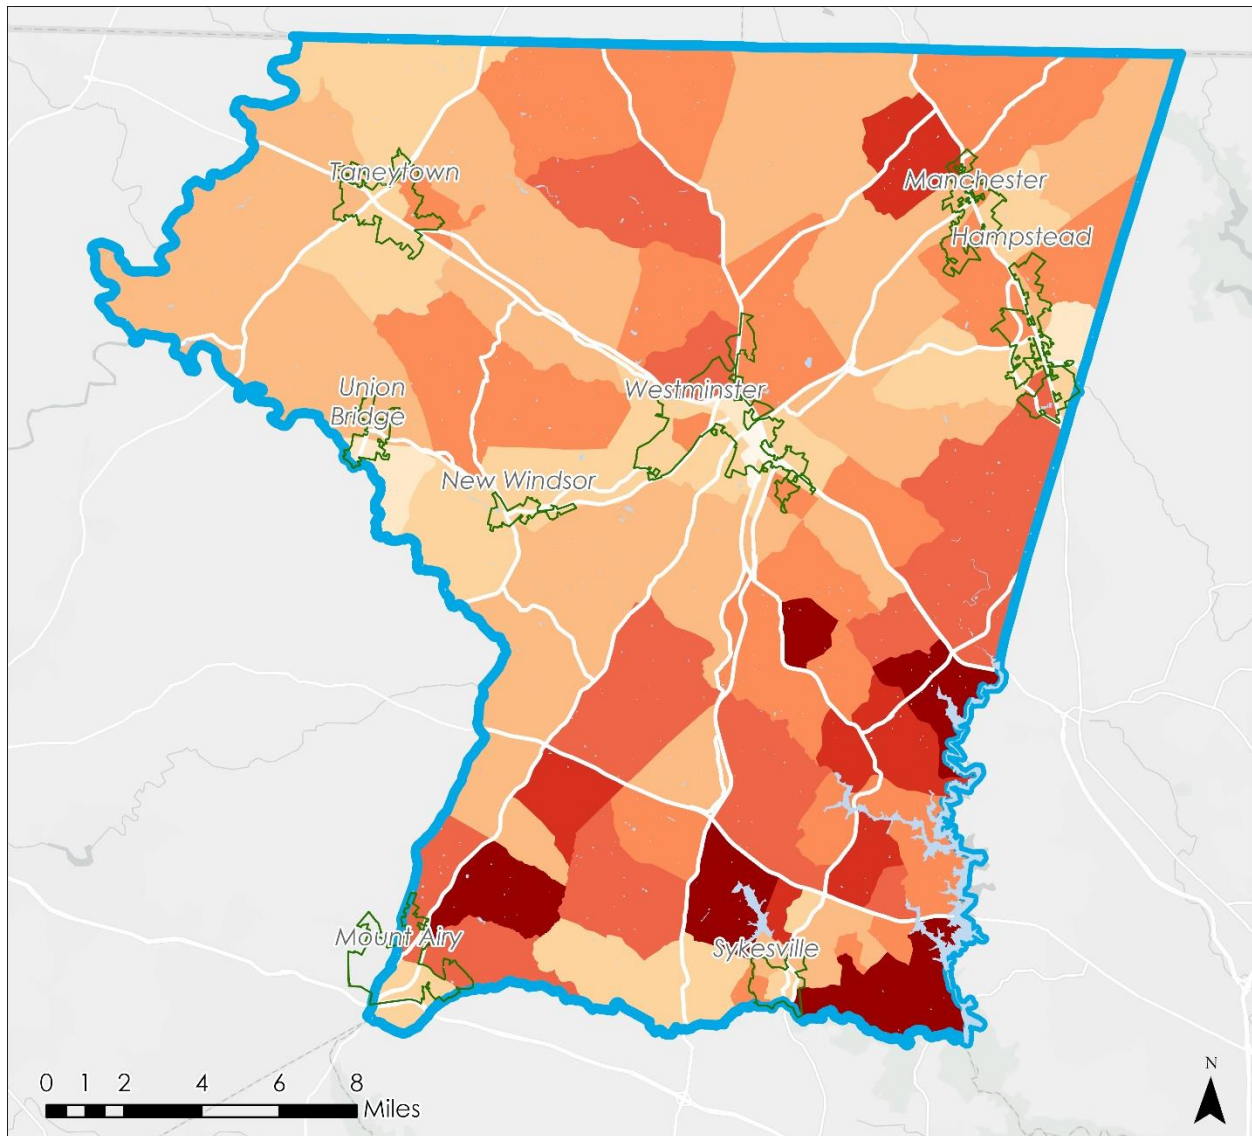 Taneytown
Manchester
Hampstead
Union
Bridge
Westminster
New Windsor
Mount Airy
Sykesville
0 1 2 4 6 8
Miles
N